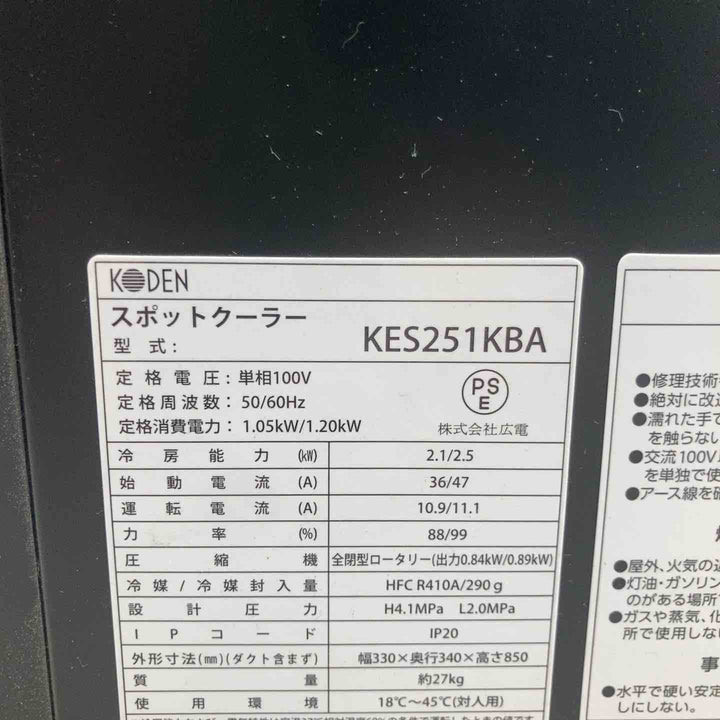 KODEN
スポットクーラー
型式: KES251KBA
定格電圧:単相100V
定格周波数:50/60Hz
定格消費電力:1.05kW/1.20kW
PSE
株式会社広電
冷房能力(kW) 2.1/2.5
始動電流(A) 36/47
運転電流(A) 10.9/11.1
力率(%) 88/99
圧縮機 全閉型ロータリー(出力0.84kW/0.89kW)
冷媒/冷媒封入量 HFC R410A/290g
設計圧力 H4.1MPa L2.0MPa
IPコード IP20
外形寸法(mm)(ダクト含まず) 幅330×奥行340×高さ850
質量 約27kg
使用環境 18℃〜45℃(対人用)
●修理技術
●絶対に改
●濡れた手で
を触らない
●交流100V
を単独で使
●アース線を
●屋外、火気の
●灯油・ガソリン
のがある場所
●ガスや蒸気、
所で使用しな
事
●水平で硬い安定
しにしない。